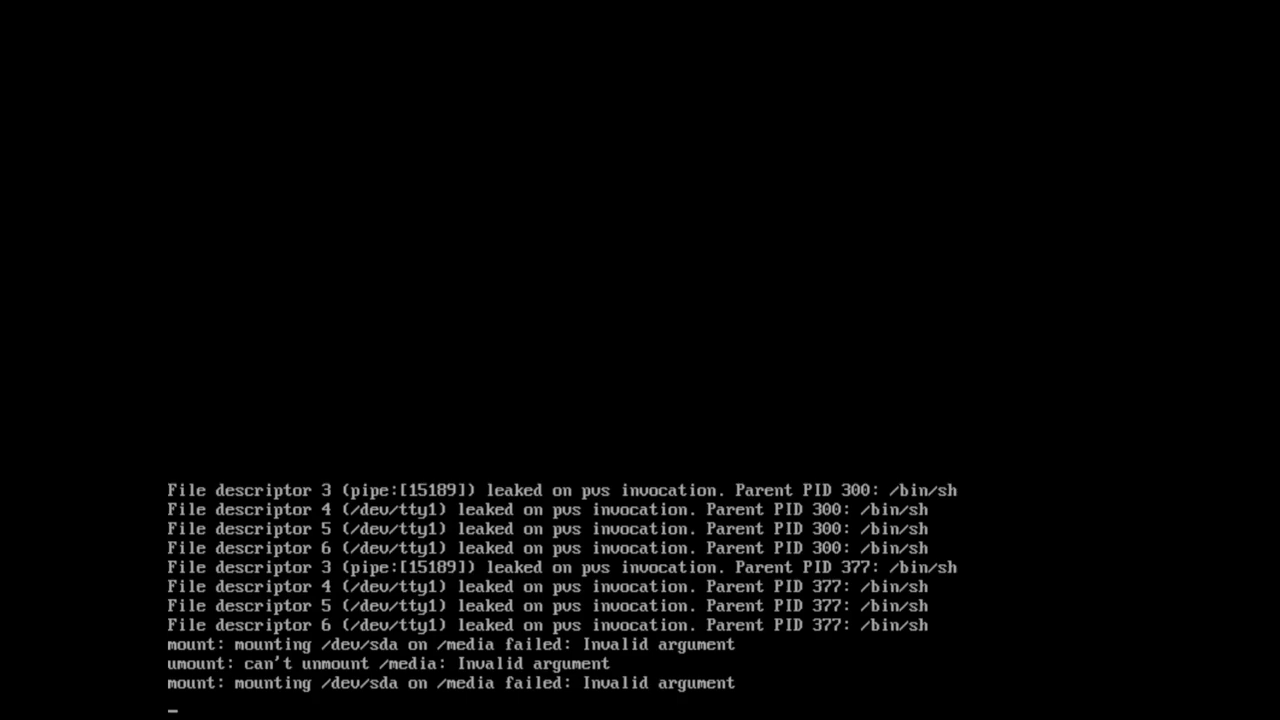 File descriptor 3 (pipe:[15189]) leaked on pvs invocation. Parent PID 300: /bin/sh
File descriptor 4 (/dev/tty1) leaked on pvs invocation. Parent PID 300: /bin/sh
File descriptor 5 (/dev/tty1) leaked on pvs invocation. Parent PID 300: /bin/sh
File descriptor 6 (/dev/tty1) leaked on pvs invocation. Parent PID 300: /bin/sh
File descriptor 3 (pipe:[15189]) leaked on pvs invocation. Parent PID 377: /bin/sh
File descriptor 4 (/dev/tty1) leaked on pvs invocation. Parent PID 377: /bin/sh
File descriptor 5 (/dev/tty1) leaked on pvs invocation. Parent PID 377: /bin/sh
File descriptor 6 (/dev/tty1) leaked on pvs invocation. Parent PID 377: /bin/sh
mount: mounting /dev/sda on /media failed: Invalid argument
umount: can't unmount /media: Invalid argument
mount: mounting /dev/sda on /media failed: Invalid argument
_